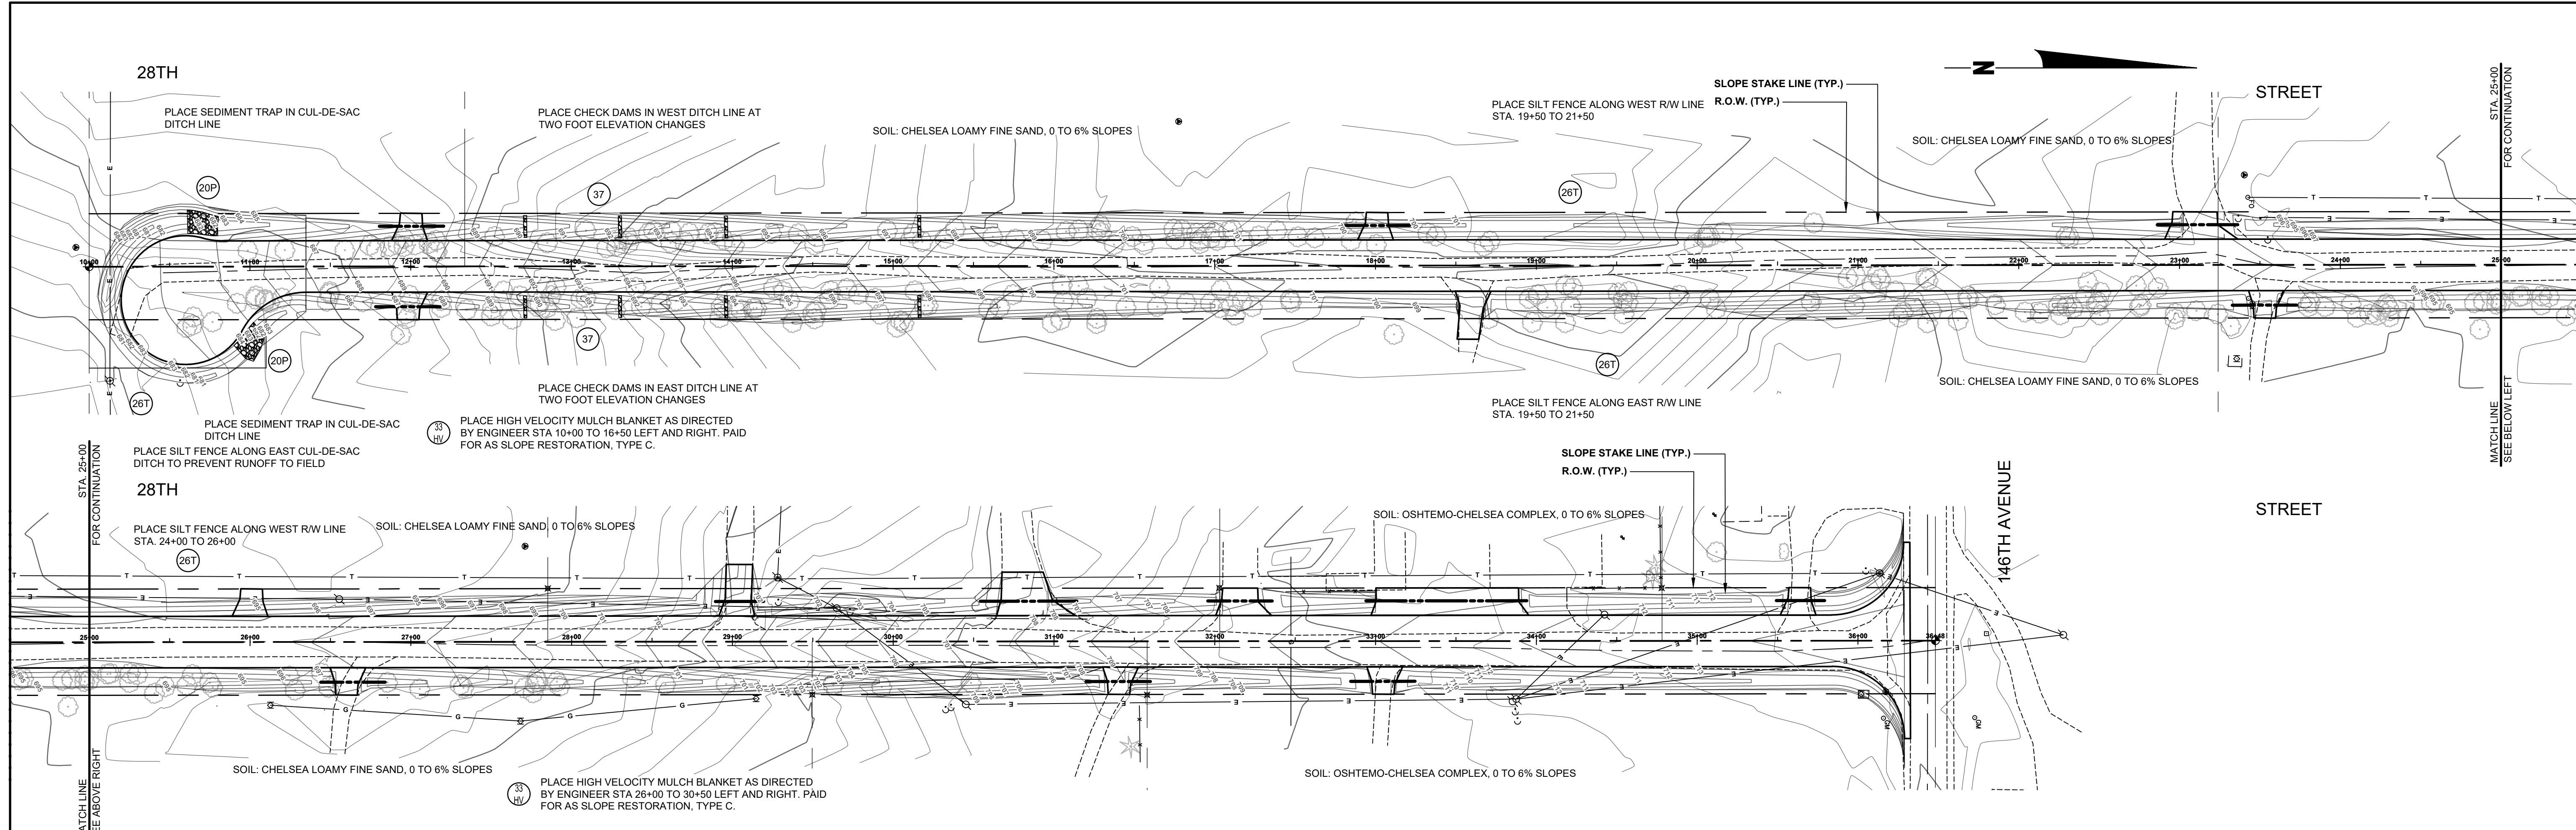 28TH
N
SLOPE STAKE LINE (TYP.)
R.O.W. (TYP.)
STREET
STA. 25+00
FOR CONTINUATION
PLACE SEDIMENT TRAP IN CUL-DE-SAC
DITCH LINE
PLACE CHECK DAMS IN WEST DITCH LINE AT
TWO FOOT ELEVATION CHANGES
SOIL: CHELSEA LOAMY FINE SAND, 0 TO 6% SLOPES
PLACE SILT FENCE ALONG WEST R/W LINE
STA. 19+50 TO 21+50
SOIL: CHELSEA LOAMY FINE SAND, 0 TO 6% SLOPES
20P
37
26T
10+00
11+00
12+00
13+00
14+00
15+00
16+00
17+00
18+00
19+00
20+00
21+00
22+00
23+00
24+00
25+00
37
20P
26T
26T
PLACE CHECK DAMS IN EAST DITCH LINE AT
TWO FOOT ELEVATION CHANGES
PLACE SILT FENCE ALONG EAST R/W LINE
STA. 19+50 TO 21+50
SOIL: CHELSEA LOAMY FINE SAND, 0 TO 6% SLOPES
MATCH LINE
SEE BELOW LEFT
PLACE SEDIMENT TRAP IN CUL-DE-SAC
DITCH LINE
33
HV
PLACE HIGH VELOCITY MULCH BLANKET AS DIRECTED
BY ENGINEER STA 10+00 TO 16+50 LEFT AND RIGHT. PAID
FOR AS SLOPE RESTORATION, TYPE C.
PLACE SILT FENCE ALONG EAST CUL-DE-SAC
DITCH TO PREVENT RUNOFF TO FIELD
STA. 25+00
FOR CONTINUATION
28TH
SLOPE STAKE LINE (TYP.)
R.O.W. (TYP.)
146TH AVENUE
STREET
PLACE SILT FENCE ALONG WEST R/W LINE
STA. 24+00 TO 26+00
SOIL: CHELSEA LOAMY FINE SAND, 0 TO 6% SLOPES
SOIL: OSHTEMO-CHELSEA COMPLEX, 0 TO 6% SLOPES
26T
25+00
26+00
27+00
28+00
29+00
30+00
31+00
32+00
33+00
34+00
35+00
36+00
36+48
SOIL: CHELSEA LOAMY FINE SAND, 0 TO 6% SLOPES
SOIL: OSHTEMO-CHELSEA COMPLEX, 0 TO 6% SLOPES
33
HV
PLACE HIGH VELOCITY MULCH BLANKET AS DIRECTED
BY ENGINEER STA 26+00 TO 30+50 LEFT AND RIGHT. PAID
FOR AS SLOPE RESTORATION, TYPE C.
ATCH LINE
EE ABOVE RIGHT